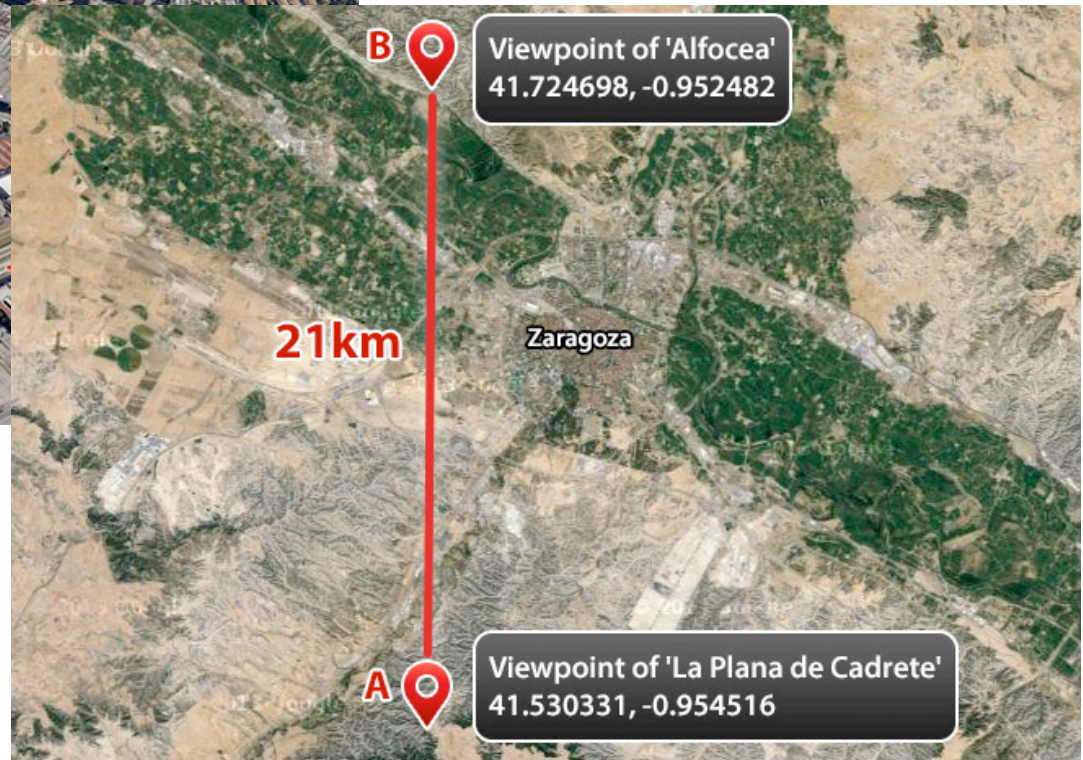 B
Viewpoint of 'Alfocea'
41.724698, -0.952482
21km
Zaragoza
A
Viewpoint of 'La Plana de Cadrete'
41.530331, -0.954516